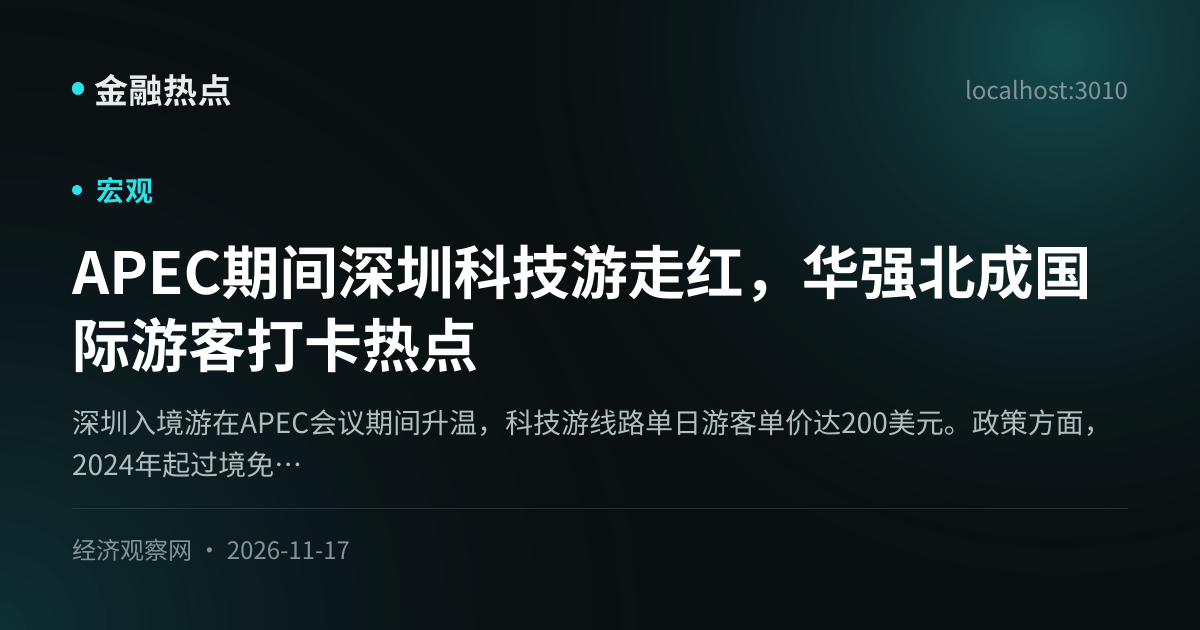 金融热点
localhost:3010
宏观
APEC期间深圳科技游走红，华强北成国
际游客打卡热点
深圳入境游在APEC会议期间升温，科技游线路单日游客单价达200美元。政策方面，
2024年起过境免…
经济观察网 · 2026-11-17